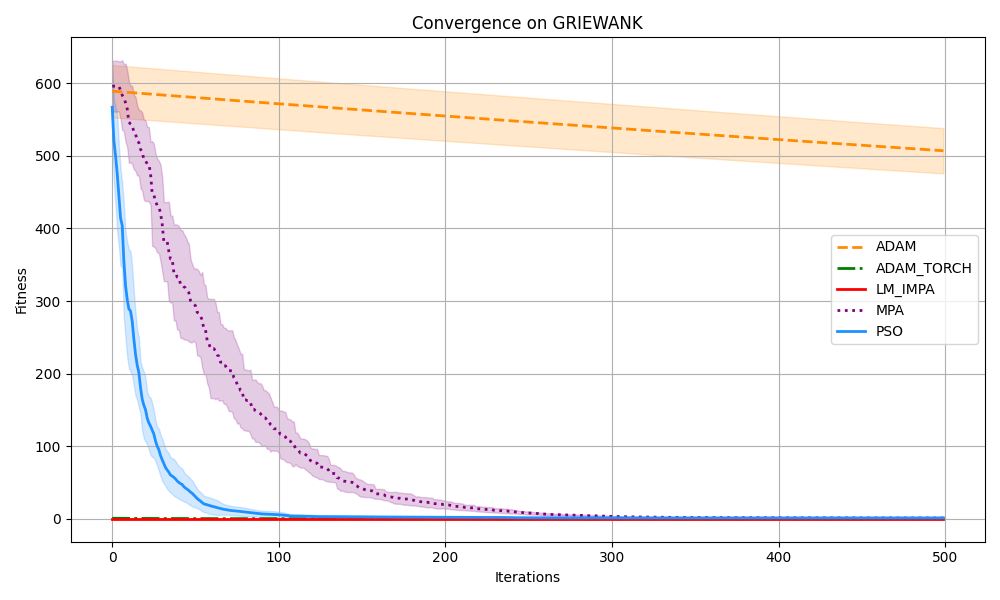 Convergence on GRIEWANK
Fitness
600
500
400
300
200
100
0
ADAM
ADAM_TORCH
LM_IMPA
MPA
PSO
0 100 200 300 400 500
Iterations